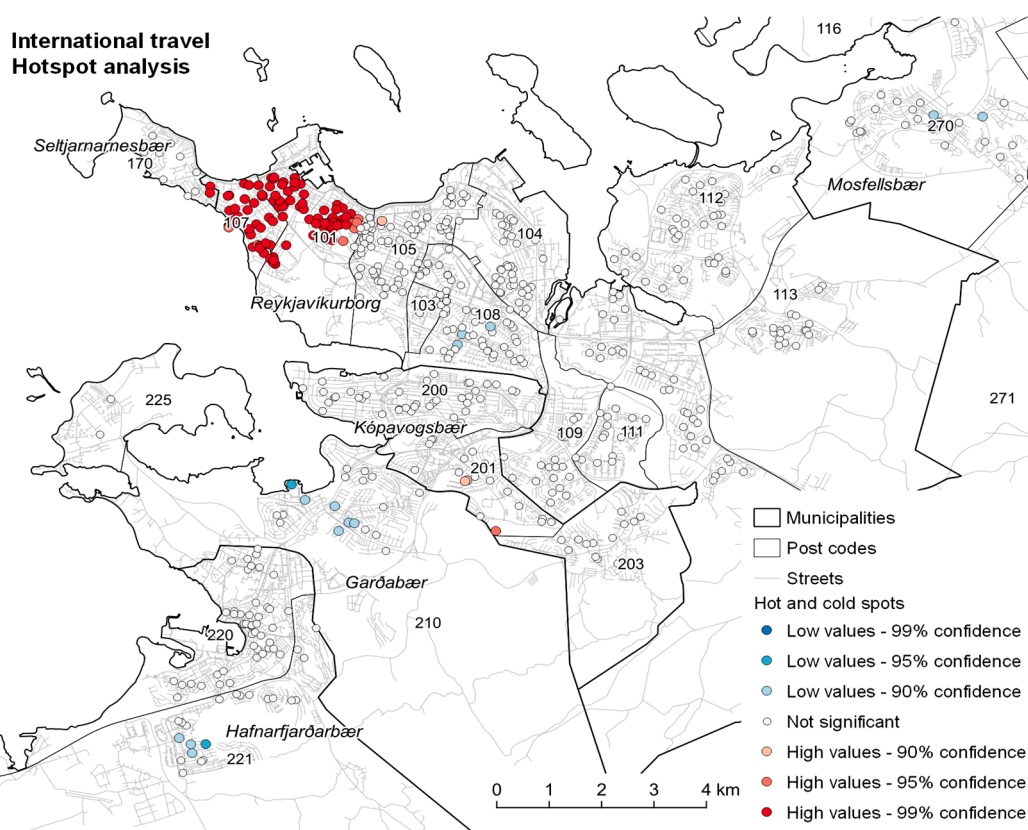 International travel
Hotspot analysis
116
270
Seltjarnarnesbær
170
Mosfellsbær
112
107
101
104
105
113
Reykjavíkurborg
103
108
225
200
271
Kópavogsbær
109
111
201
Municipalities
Post codes
203
Garðabær
Streets
Hot and cold spots
210
220
Low values - 99% confidence
Low values - 95% confidence
Low values - 90% confidence
Not significant
Hafnarfjarðarbær
221
High values - 90% confidence
High values - 95% confidence
High values - 99% confidence
0 1 2 3 4 km